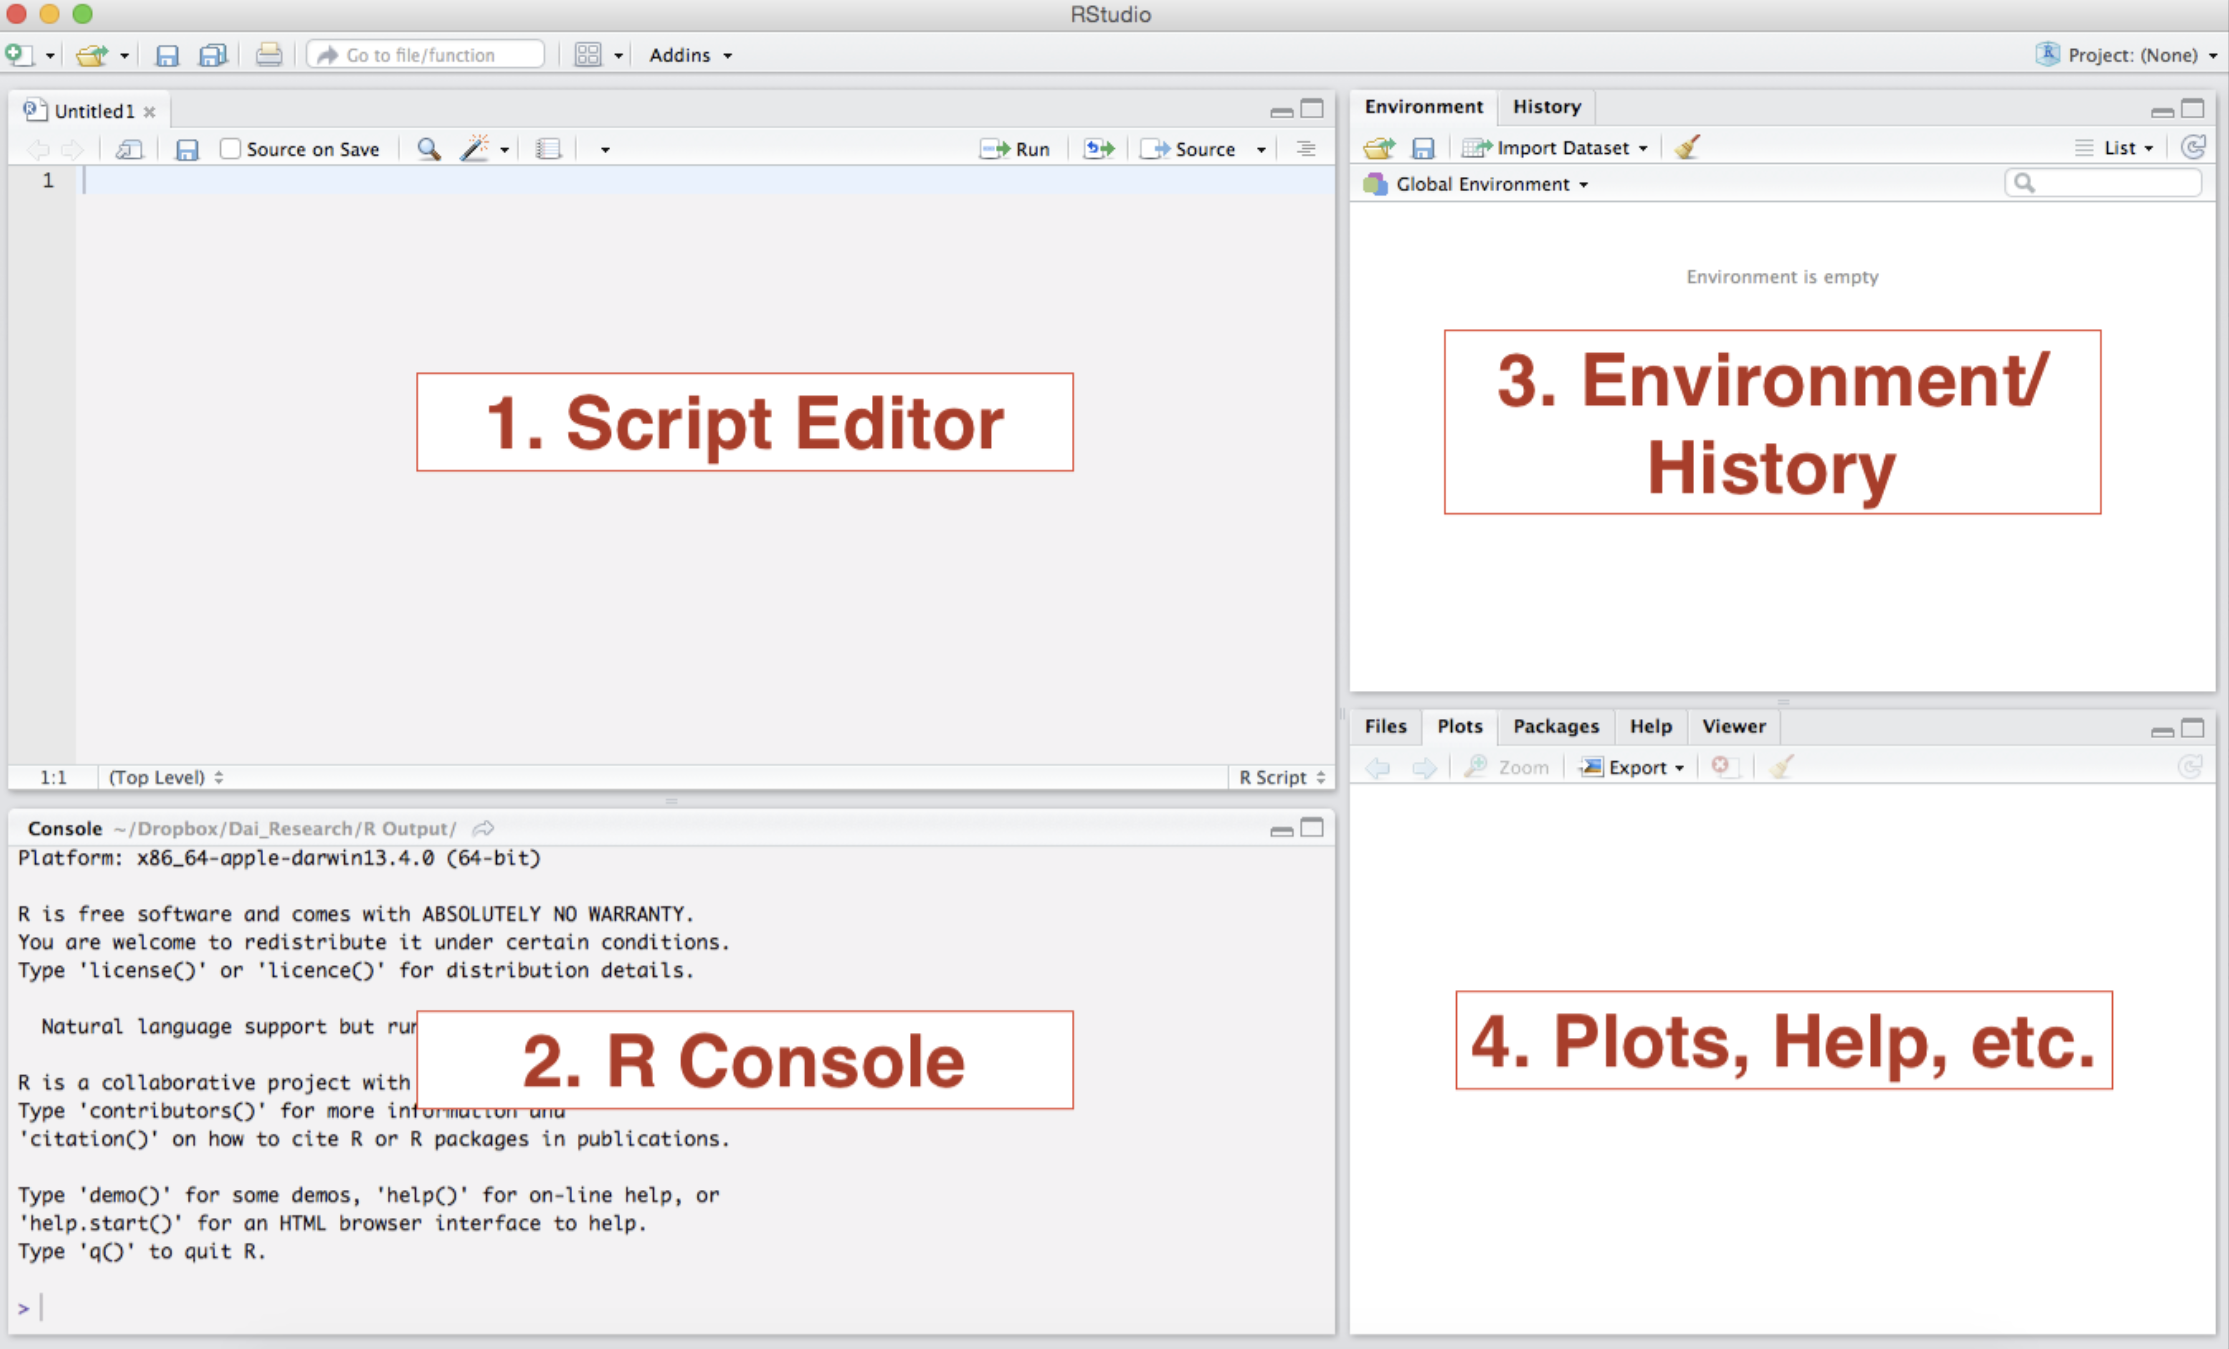 RStudio
Go to file/function
Addins
Project: (None)
Untitled1
Source on Save
Run
Source
1
1. Script Editor
1:1 (Top Level)
R Script
Console ~/Dropbox/Dai_Research/R Output/
Platform: x86_64-apple-darwin13.4.0 (64-bit)
R is free software and comes with ABSOLUTELY NO WARRANTY.
You are welcome to redistribute it under certain conditions.
Type 'license()' or 'licence()' for distribution details.
Natural language support but
R is a collaborative project with
Type 'contributors()' for more information and
'citation()' on how to cite R or R packages in publications.
Type 'demo()' for some demos, 'help()' for on-line help, or
'help.start()' for an HTML browser interface to help.
Type 'q()' to quit R.
>
2. R Console
Environment History
Import Dataset
List
Global Environment
Environment is empty
3. Environment/
History
Files Plots Packages Help Viewer
Zoom
Export
4. Plots, Help, etc.